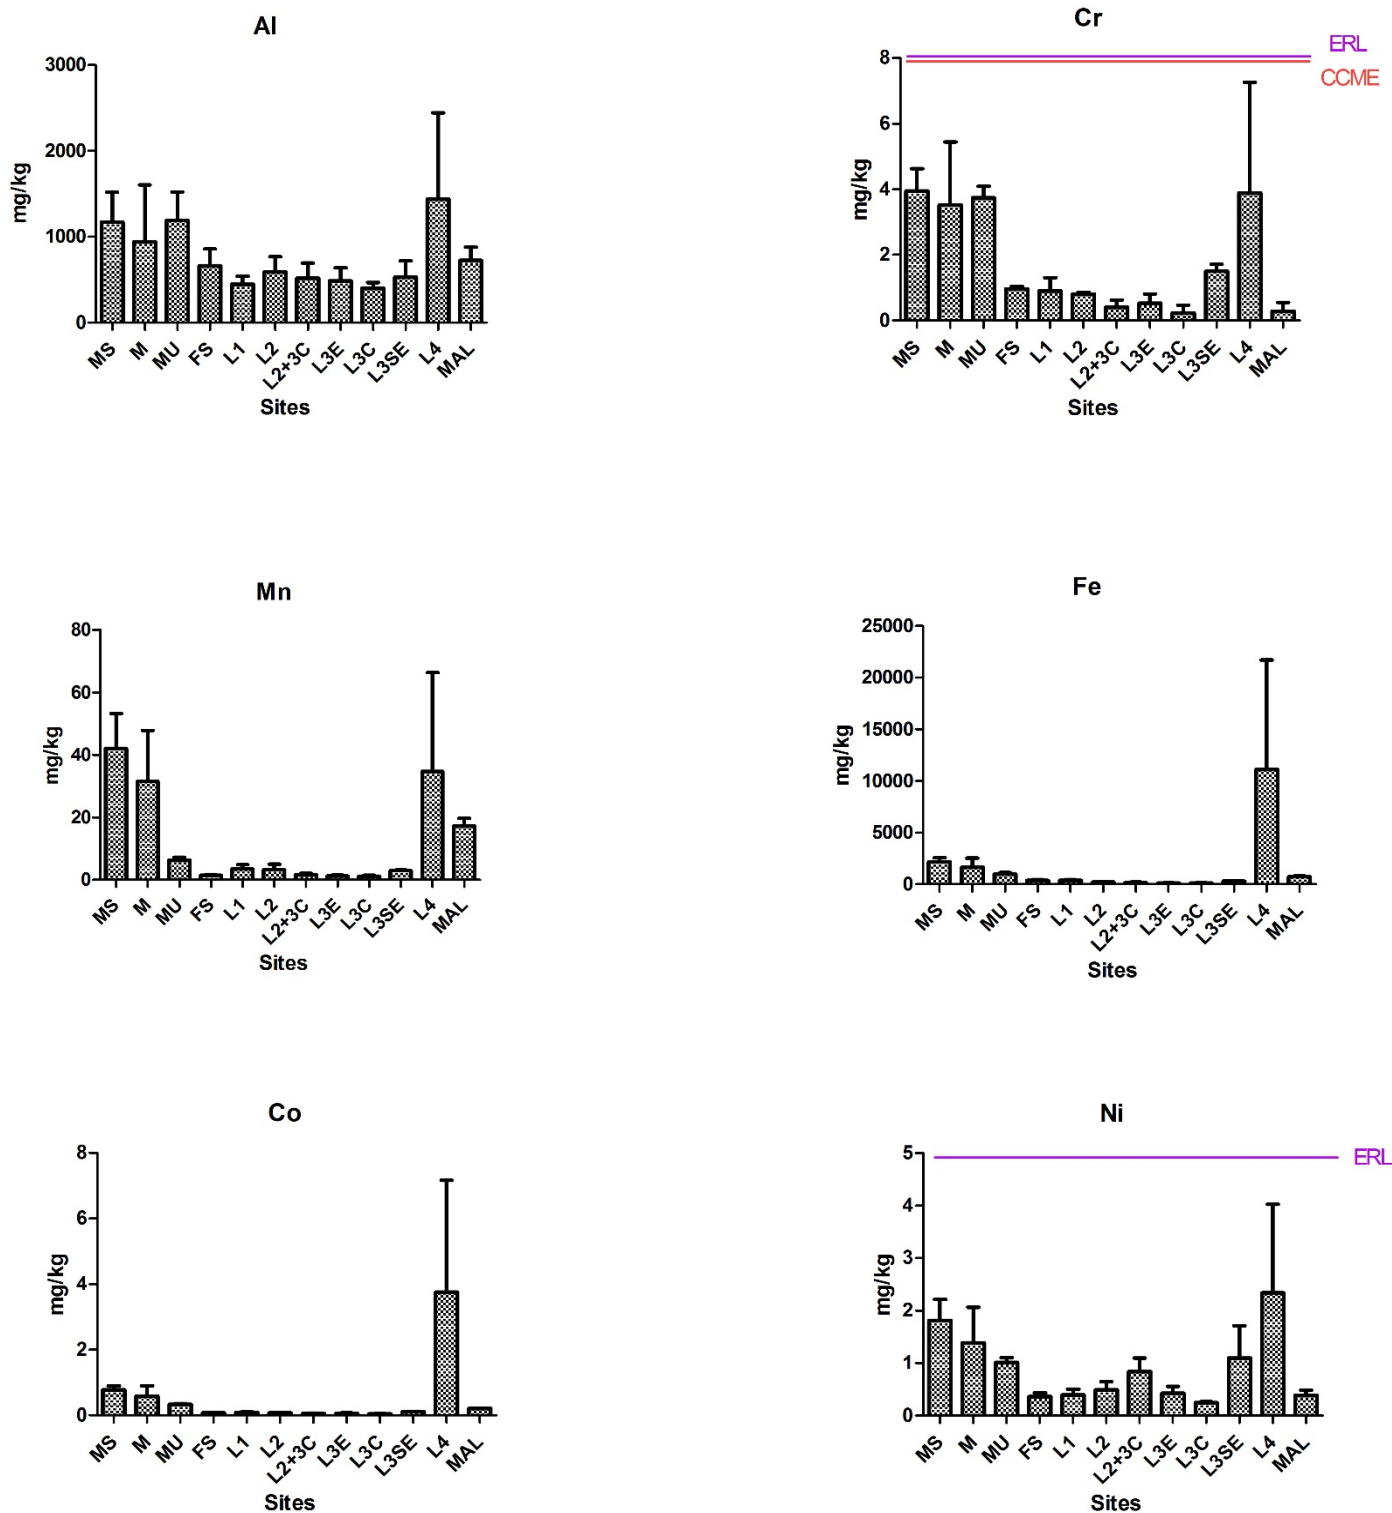 Al
3000
2000
1000
0
mg/kg
MS M MU FS L1 L2 L2+3C L3E L3C L3SE L4 MAL
Sites
Cr
ERL
CCME
8
6
4
2
0
mg/kg
MS M MU FS L1 L2 L2+3C L3E L3C L3SE L4 MAL
Sites
Mn
80
60
40
20
0
mg/kg
MS M MU FS L1 L2 L2+3C L3E L3C L3SE L4 MAL
Sites
Fe
25000
20000
15000
10000
5000
0
mg/kg
MS M MU FS L1 L2 L2+3C L3E L3C L3SE L4 MAL
Sites
Co
8
6
4
2
0
mg/kg
MS M MU FS L1 L2 L2+3C L3E L3C L3SE L4 MAL
Sites
Ni
ERL
5
4
3
2
1
0
mg/kg
MS M MU FS L1 L2 L2+3C L3E L3C L3SE L4 MAL
Sites